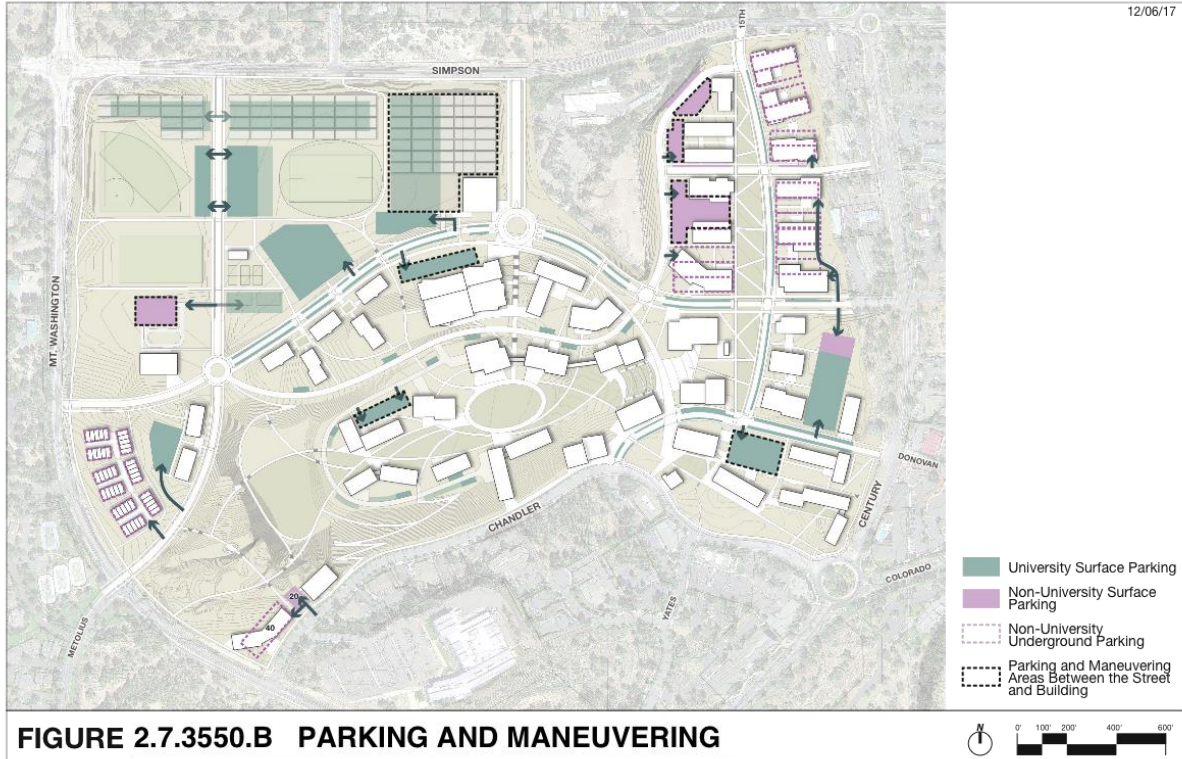 12/06/17
15TH
SIMPSON
MT. WASHINGTON
DONOVAN
CHANDLER
CENTURY
COLORADO
YATES
METOLIUS
20
40
University Surface Parking
Non-University Surface
Parking
Non-University
Underground Parking
Parking and Maneuvering
Areas Between the Street
and Building
FIGURE 2.7.3550.B PARKING AND MANEUVERING
N
0' 100' 200' 400' 600'